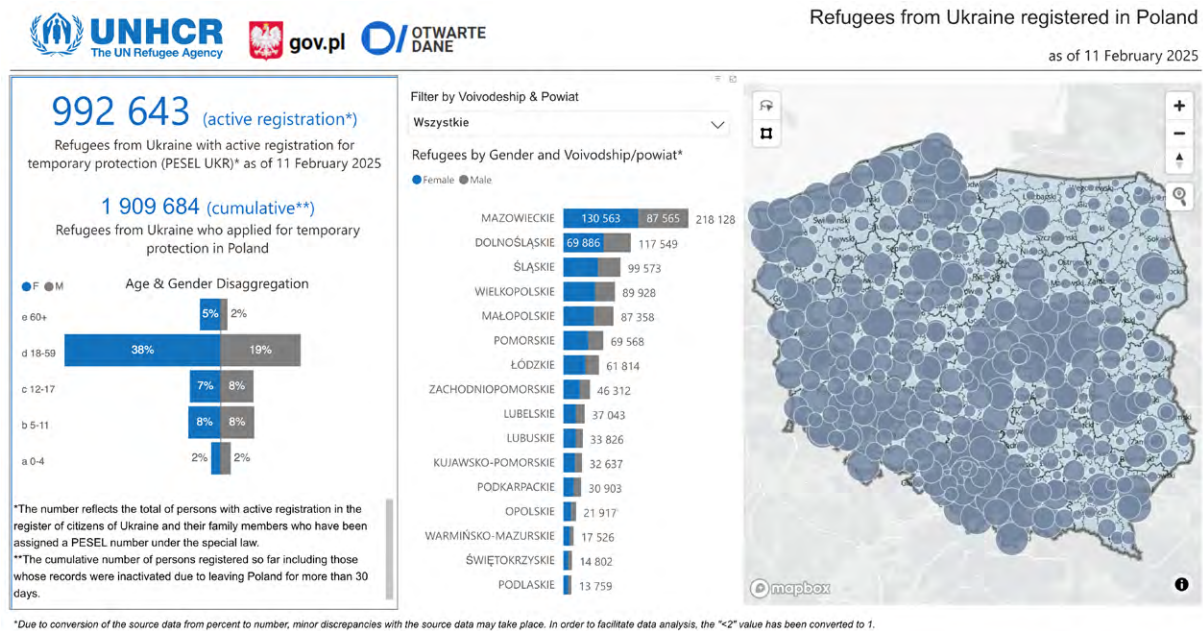 UNHCR
The UN Refugee Agency
gov.pl
OTWARTE
DANE
Refugees from Ukraine registered in Poland
as of 11 February 2025
992 643 (active registration*)
Refugees from Ukraine with active registration for
temporary protection (PESEL UKR)* as of 11 February 2025
1 909 684 (cumulative**)
Refugees from Ukraine who applied for temporary
protection in Poland
Age & Gender Disaggregation
F M
e 60+ 5% 2%
d 18-59 38% 19%
c 12-17 7% 8%
b 5-11 8% 8%
a 0-4 2% 2%
*The number reflects the total of persons with active registration in the
register of citizens of Ukraine and their family members who have been
assigned a PESEL number under the special law.
**The cumulative number of persons registered so far including those
whose records were inactivated due to leaving Poland for more than 30
days.
Filter by Voivodeship & Powiat
Wszystkie
Refugees by Gender and Voivodship/powiat*
Female Male
MAZOWIECKIE 130 563 87 565 218 128
DOLNOŚLĄSKIE 69 886 117 549
ŚLĄSKIE 99 573
WIELKOPOLSKIE 89 928
MAŁOPOLSKIE 87 358
POMORSKIE 69 568
ŁÓDZKIE 61 814
ZACHODNIOPOMORSKIE 46 312
LUBELSKIE 37 043
LUBUSKIE 33 826
KUJAWSKO-POMORSKIE 32 637
PODKARPACKIE 30 903
OPOLSKIE 21 917
WARMIŃSKO-MAZURSKIE 17 526
ŚWIĘTOKRZYSKIE 14 802
PODLASKIE 13 759
mapbox
*Due to conversion of the source data from percent to number, minor discrepancies with the source data may take place. In order to facilitate data analysis, the "<2" value has been converted to 1.